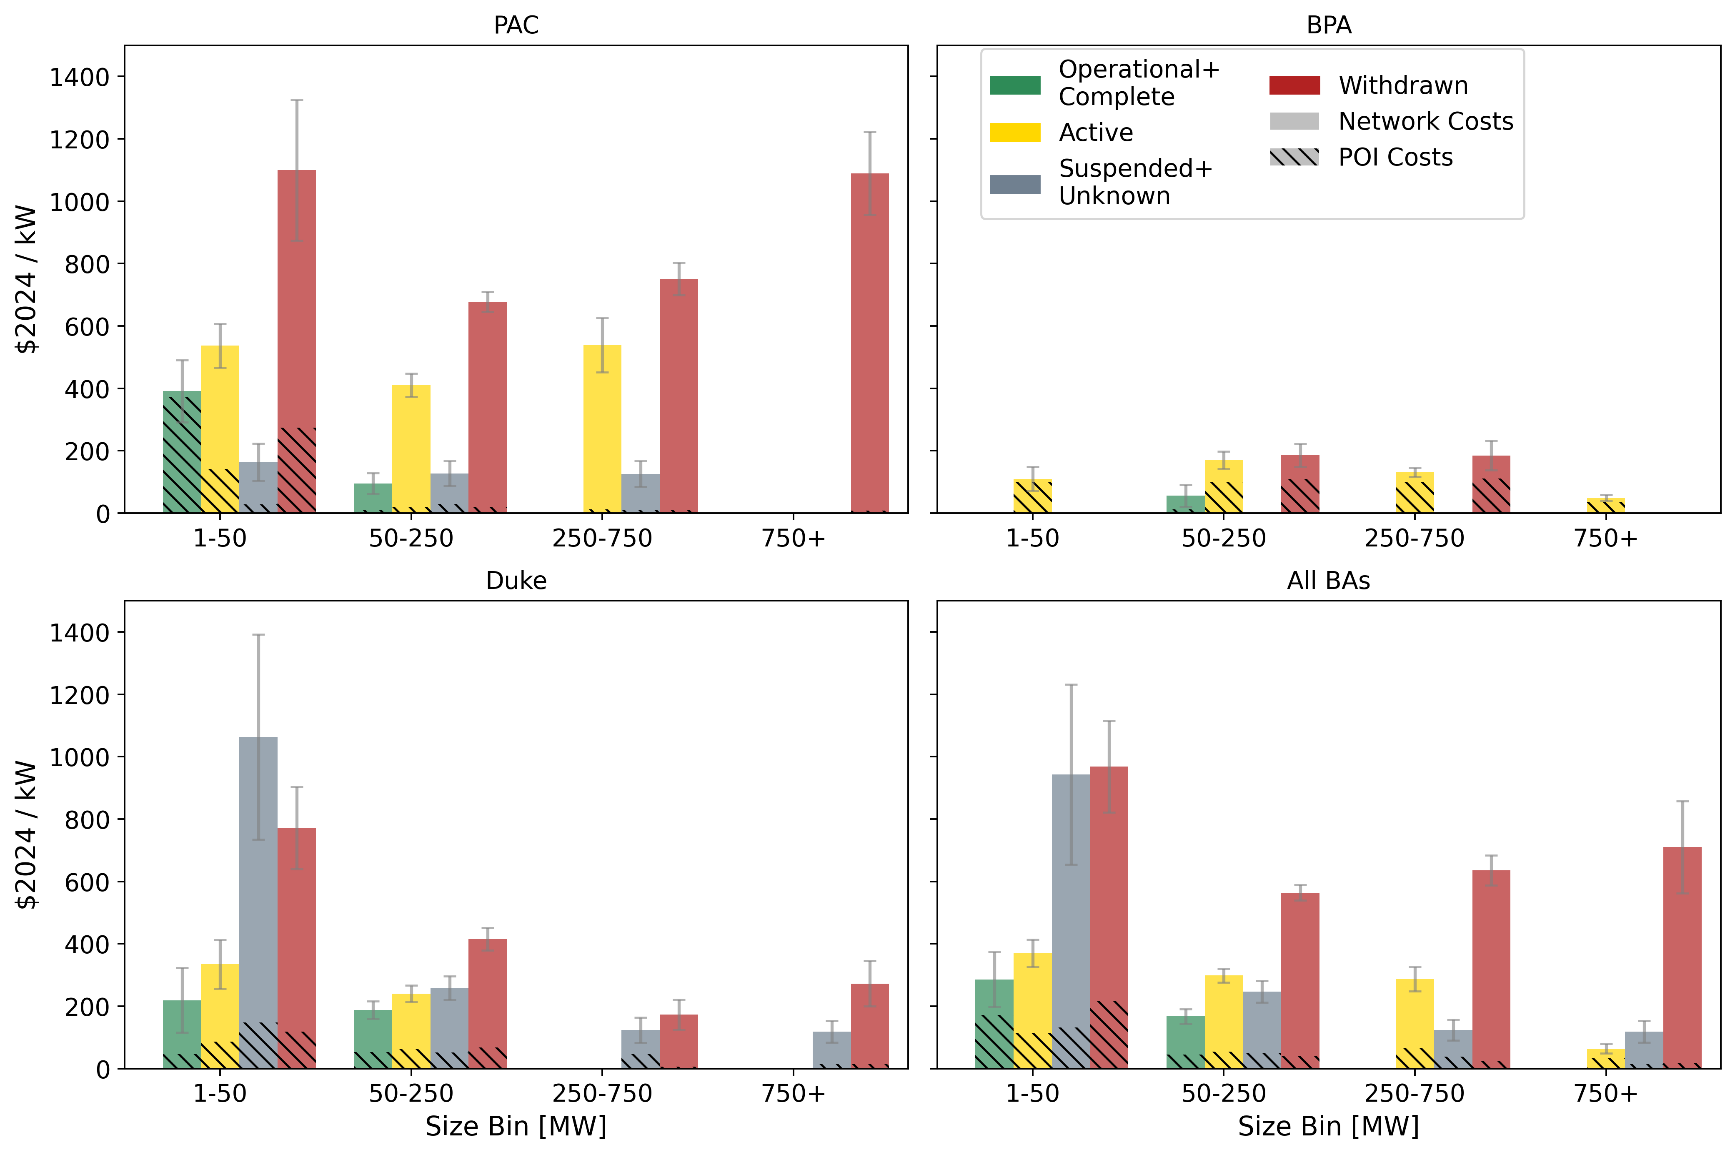 PAC
BPA
$2024 / kW
1400
1200
1000
800
600
400
200
0
1-50
50-250
250-750
750+
Operational+
Complete
Active
Suspended+
Unknown
Withdrawn
Network Costs
POI Costs
1-50
50-250
250-750
750+
Duke
All BAs
$2024 / kW
1400
1200
1000
800
600
400
200
0
1-50
50-250
250-750
750+
Size Bin [MW]
1-50
50-250
250-750
750+
Size Bin [MW]